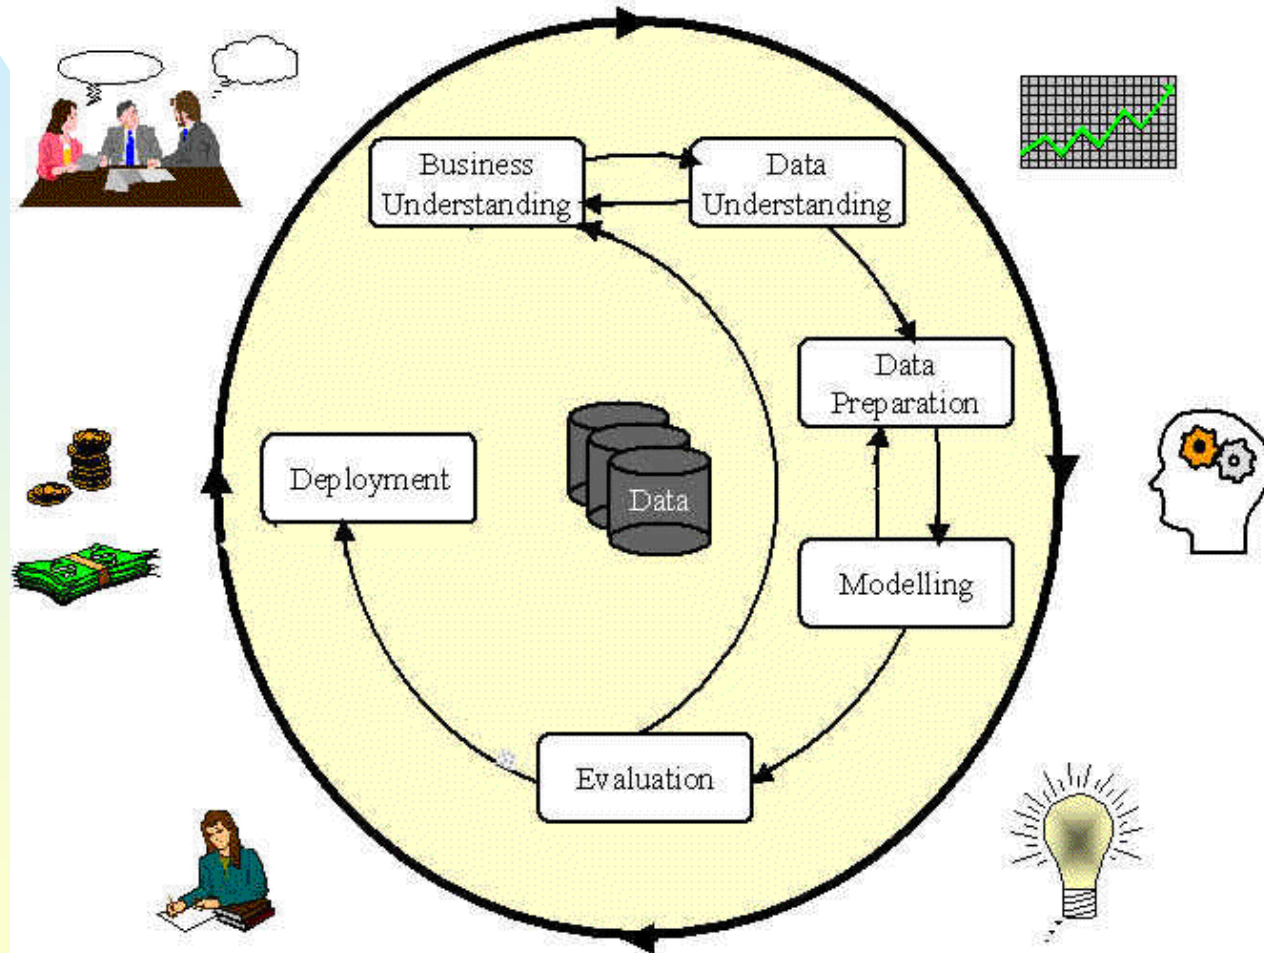 Business
Understanding
Data
Understanding
Data
Preparation
Deployment
Data
Modelling
Evaluation